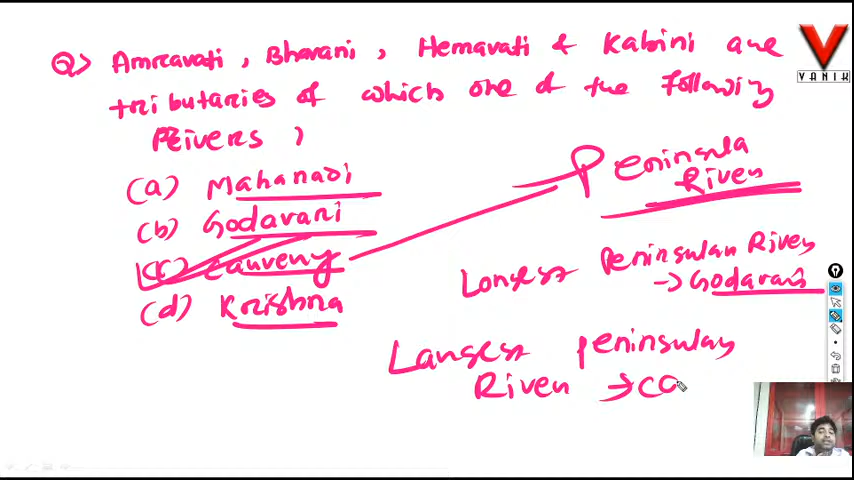 Q> Amravati, Bhavani, Hemavati & Kabini are
tributaries of which one of the following
Rivers ?
(a) Mahanadi
(b) Godavari
(c) Cauvery
(d) Krishna
Peninsula
River
Longest Peninsular River
→ Godavari
Largest peninsular
River → CA
VANIK